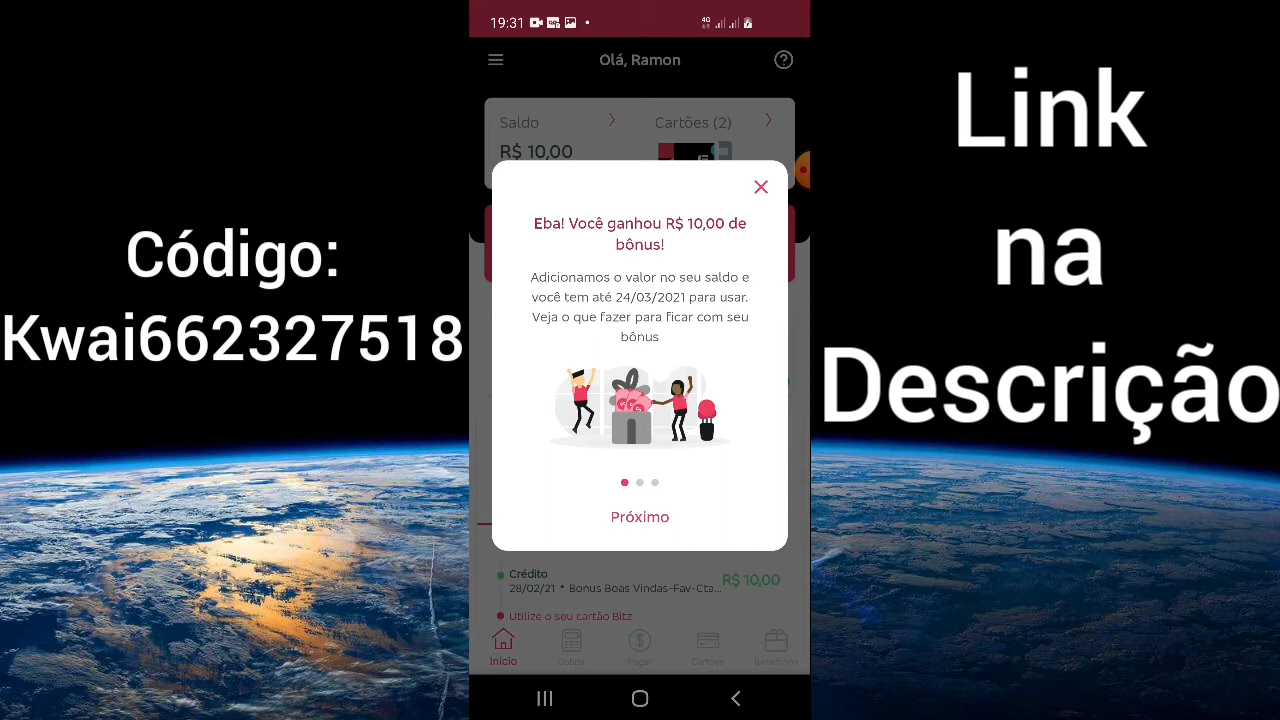 19:31
4G
Olá, Ramon
Saldo
Cartões (2)
R$ 10,00
Eba! Você ganhou R$ 10,00 de
bônus!
Adicionamos o valor no seu saldo e
você tem até 24/03/2021 para usar.
Veja o que fazer para ficar com seu
bônus
Próximo
Crédito
28/02/21 • Bonus Boas Vindas-Fav-Cta...
R$ 10,00
Utilize o seu cartão Bitz
Início
Cobrar
Pagar
Cartões
Benefícios
Código:
Kwai662327518
Link
na
Descrição